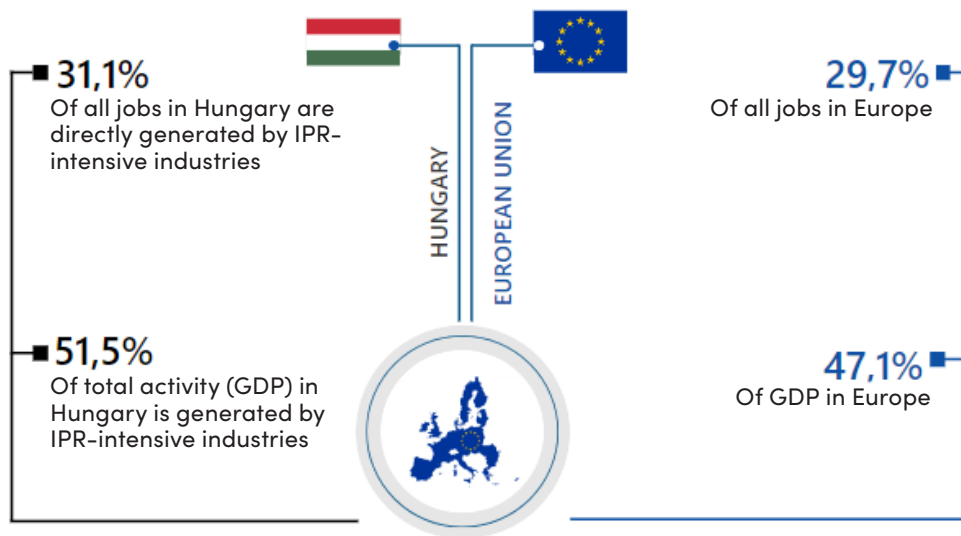 31,1%
Of all jobs in Hungary are
directly generated by IPR-
intensive industries
29,7%
Of all jobs in Europe
HUNGARY
EUROPEAN UNION
51,5%
Of total activity (GDP) in
Hungary is generated by
IPR-intensive industries
47,1%
Of GDP in Europe